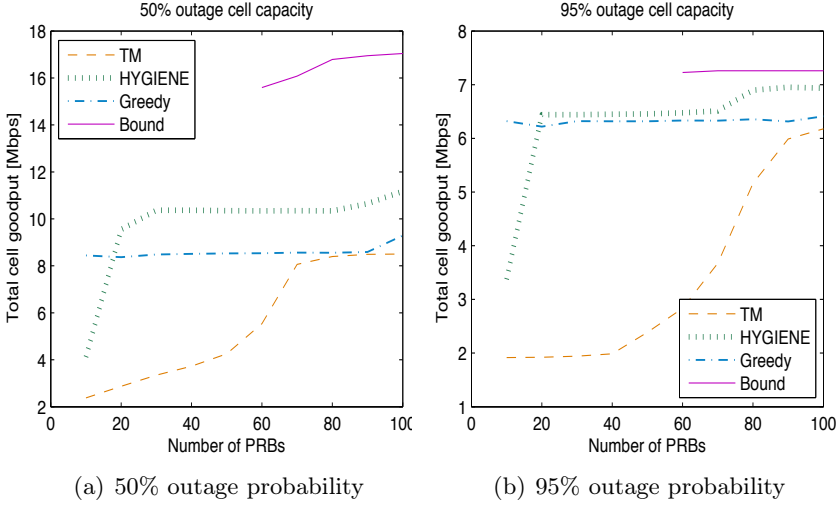 50% outage cell capacity
18
16
14
12
10
8
6
4
2
0
20
40
60
80
100
Total cell goodput [Mbps]
Number of PRBs
TM
HYGIENE
Greedy
Bound
(a) 50% outage probability
95% outage cell capacity
8
7
6
5
4
3
2
1
0
20
40
60
80
100
Total cell goodput [Mbps]
Number of PRBs
TM
HYGIENE
Greedy
Bound
(b) 95% outage probability